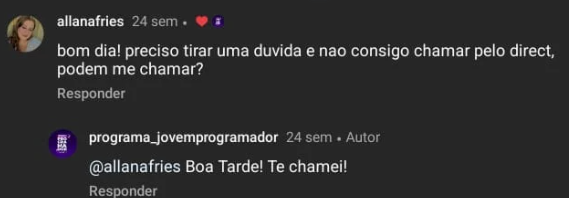 allanafries 24 sem •
bom dia! preciso tirar uma duvida e nao consigo chamar pelo direct,
podem me chamar?
Responder
programa_jovemprogramador 24 sem • Autor
@allanafries Boa Tarde! Te chamei!
Responder